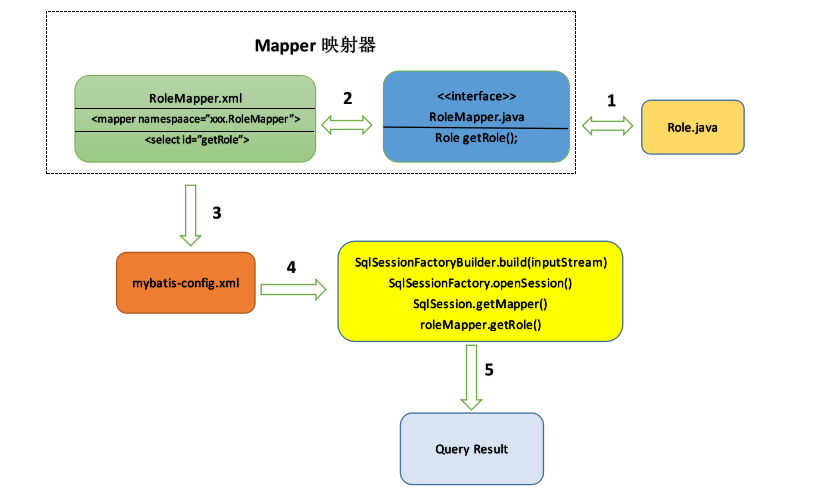 Mapper 映射器
RoleMapper.xml
<mapper namespaace="xxx.RoleMapper">
<select id="getRole">
2
<<interface>>
RoleMapper.java
Role getRole();
1
Role.java
3
mybatis-config.xml
4
SqlSessionFactoryBuilder.build(inputStream)
SqlSessionFactory.openSession()
SqlSession.getMapper()
roleMapper.getRole()
5
Query Result